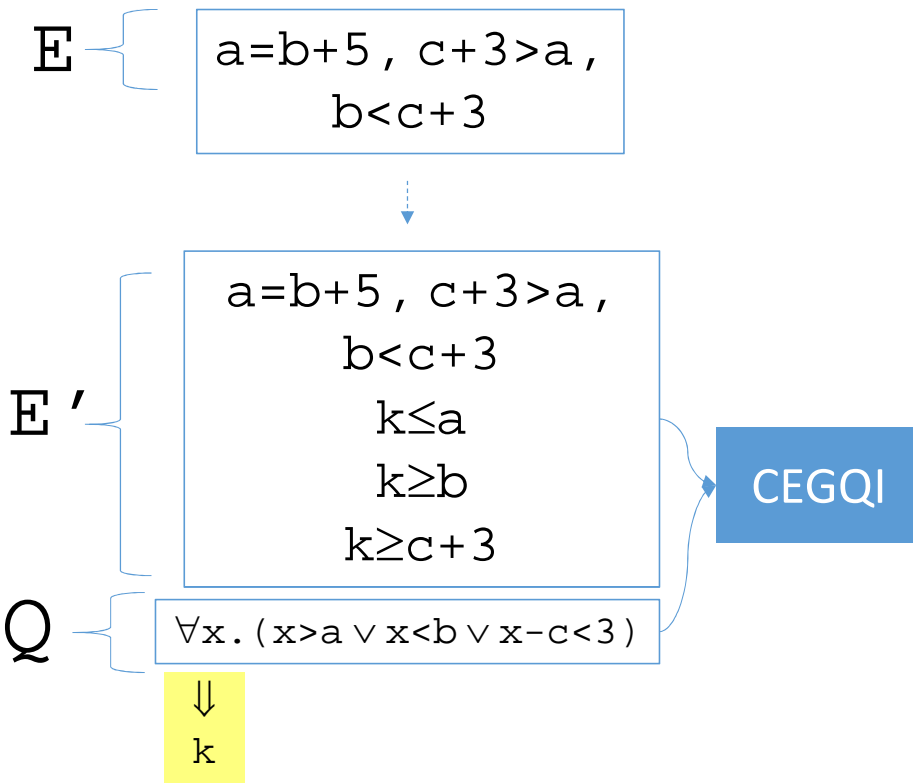 E
a=b+5, c+3>a,
b<c+3
E'
a=b+5, c+3>a,
b<c+3
k≤a
k≥b
k≥c+3
CEGQI
Q
∀x.(x>a∨x<b∨x-c<3)
⇓
k